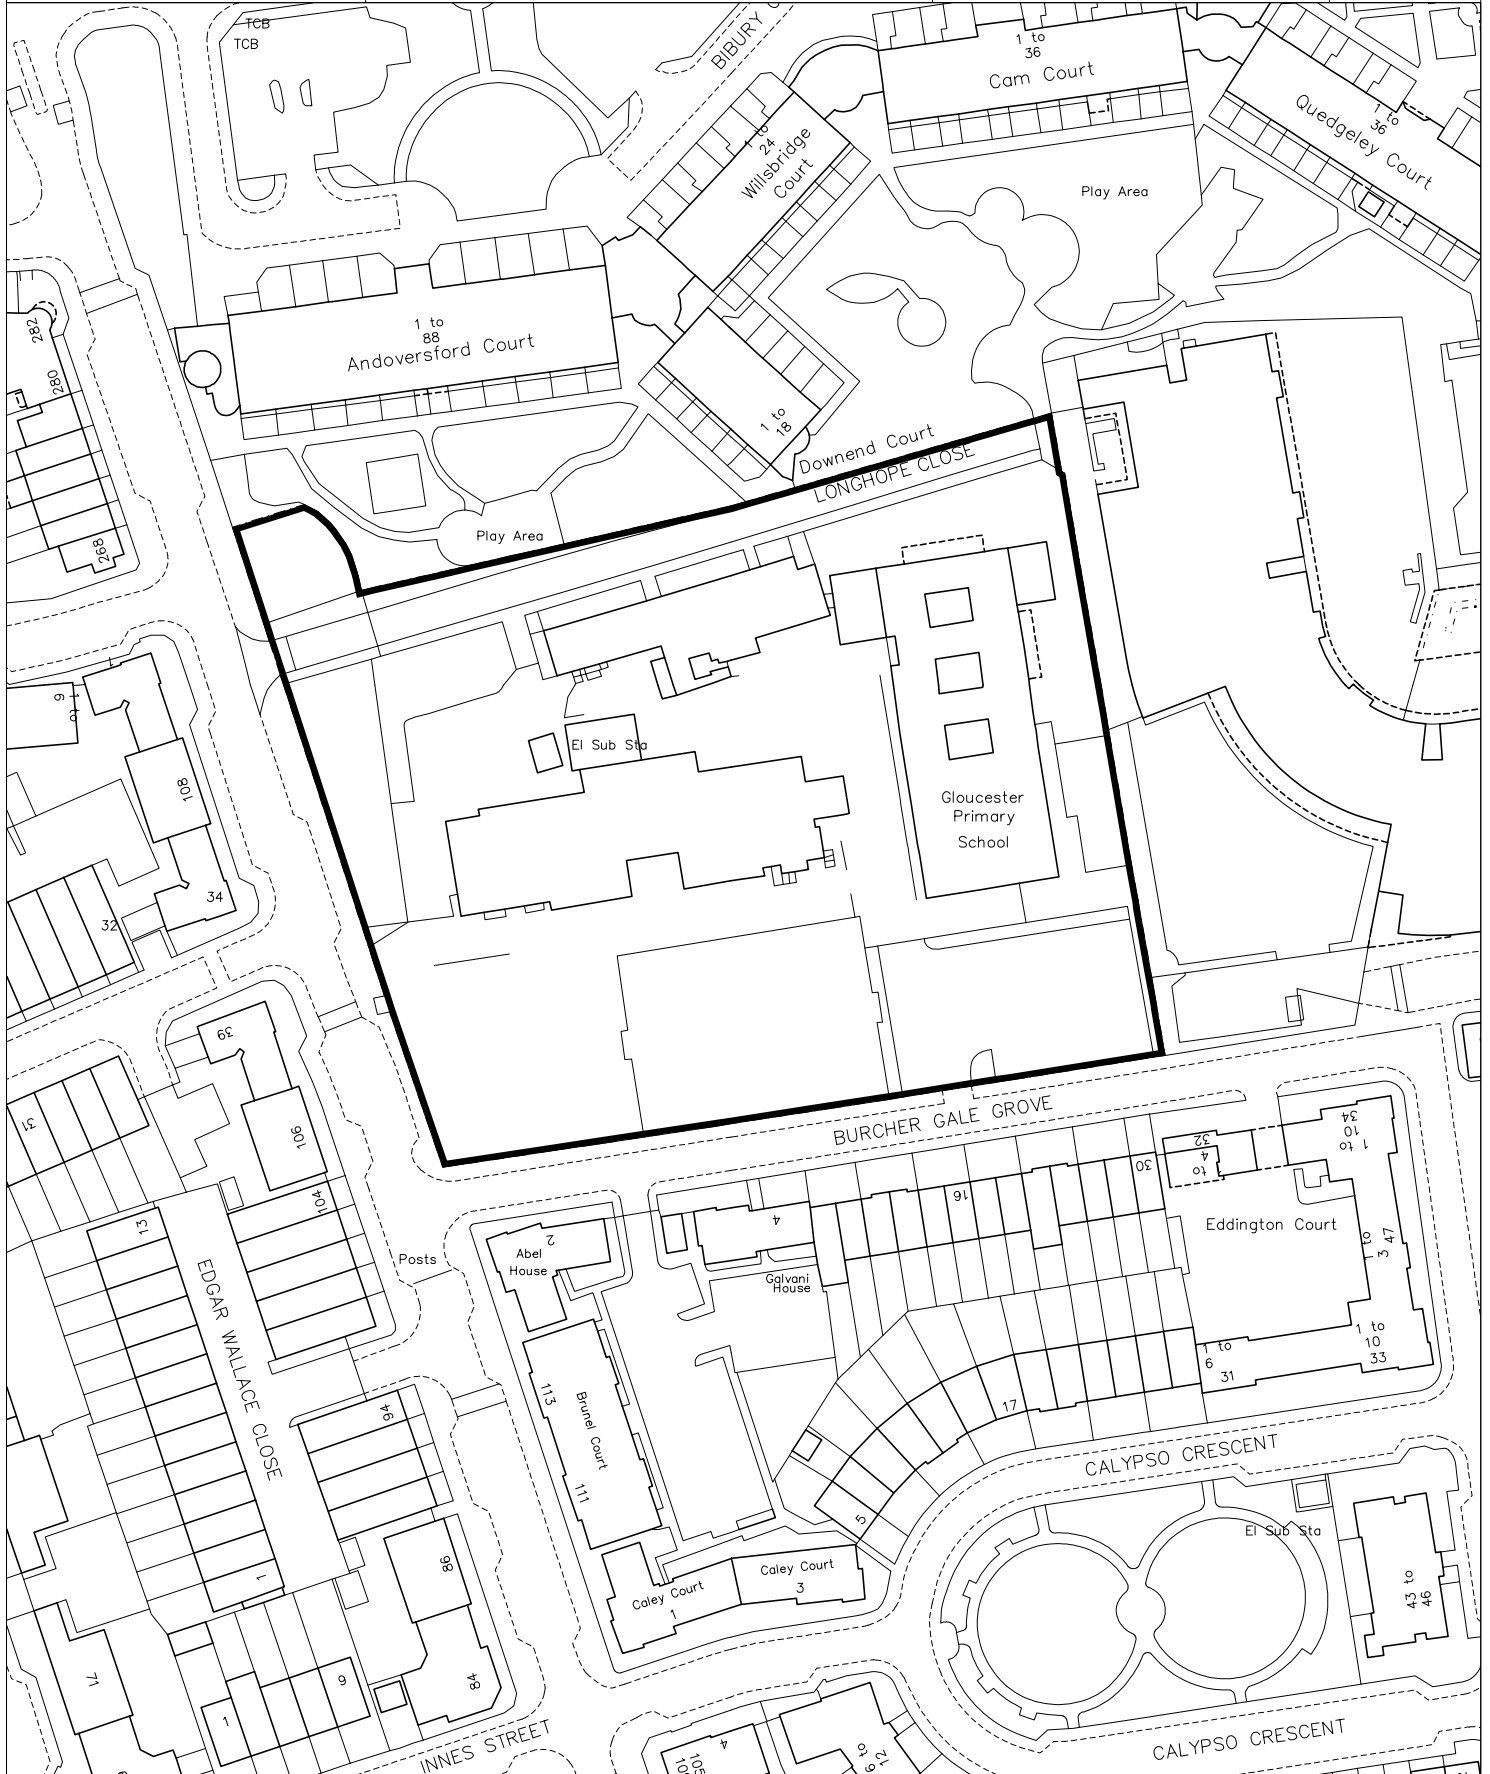 TCB
TCB
BIBURY C
1 to
36
Cam Court
1 to
36
Quedgeley Court
1 to
24
Willsbridge
Court
Play Area
282
280
268
1 to
88
Andoversford Court
1 to
18
Downend Court
LONGHOPE CLOSE
Play Area
1 to
9
108
El Sub Sta
Gloucester
Primary
School
34
32
39
31
106
104
13
BURCHER GALE GROVE
EDGAR WALLACE CLOSE
Posts
2
Abel
House
4
Galvani
House
16
30
32
4
to
34
10
1 to
Eddington Court
1 to
3 47
1 to
6
31
1 to
10
33
17
5
113
Brunel Court
111
94
CALYPSO CRESCENT
El Sub Sta
Caley Court
1
Caley Court
3
43 to
46
86
84
1
71
1
9
INNES STREET
4
105
12
CALYPSO CRESCENT